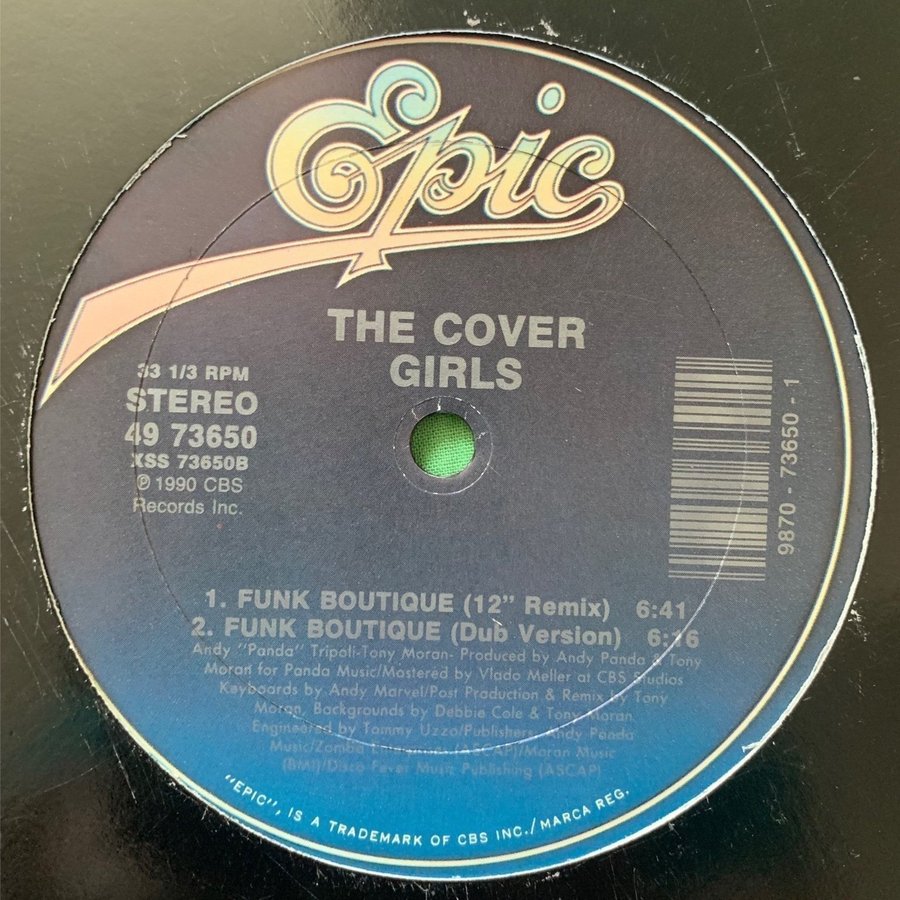 Epic
THE COVER
GIRLS
33 1/3 RPM
STEREO
49 73650
XSS 73650B
℗ 1990 CBS
Records Inc.
9870 - 73650 - 1
1. FUNK BOUTIQUE (12” Remix) 6:41
2. FUNK BOUTIQUE (Dub Version) 6:16
Andy "Panda" Tripoli-Tony Moran- Produced by Andy Panda & Tony
Moran for Panda Music/Mastered by Vlado Meller at CBS Studios
Keyboards by Andy Marvel/Post Production & Remix by Tony
Moran, Backgrounds by Debbie Cole & Tony Moran
Engineered by Tommy Uzzo/Publishers, Andy Panda
Music/Zomba (ASCAP)/Moran Music
(BMI)/Disco Fever Music Publishing (ASCAP)
"EPIC", IS A TRADEMARK OF CBS INC./MARCA REG.